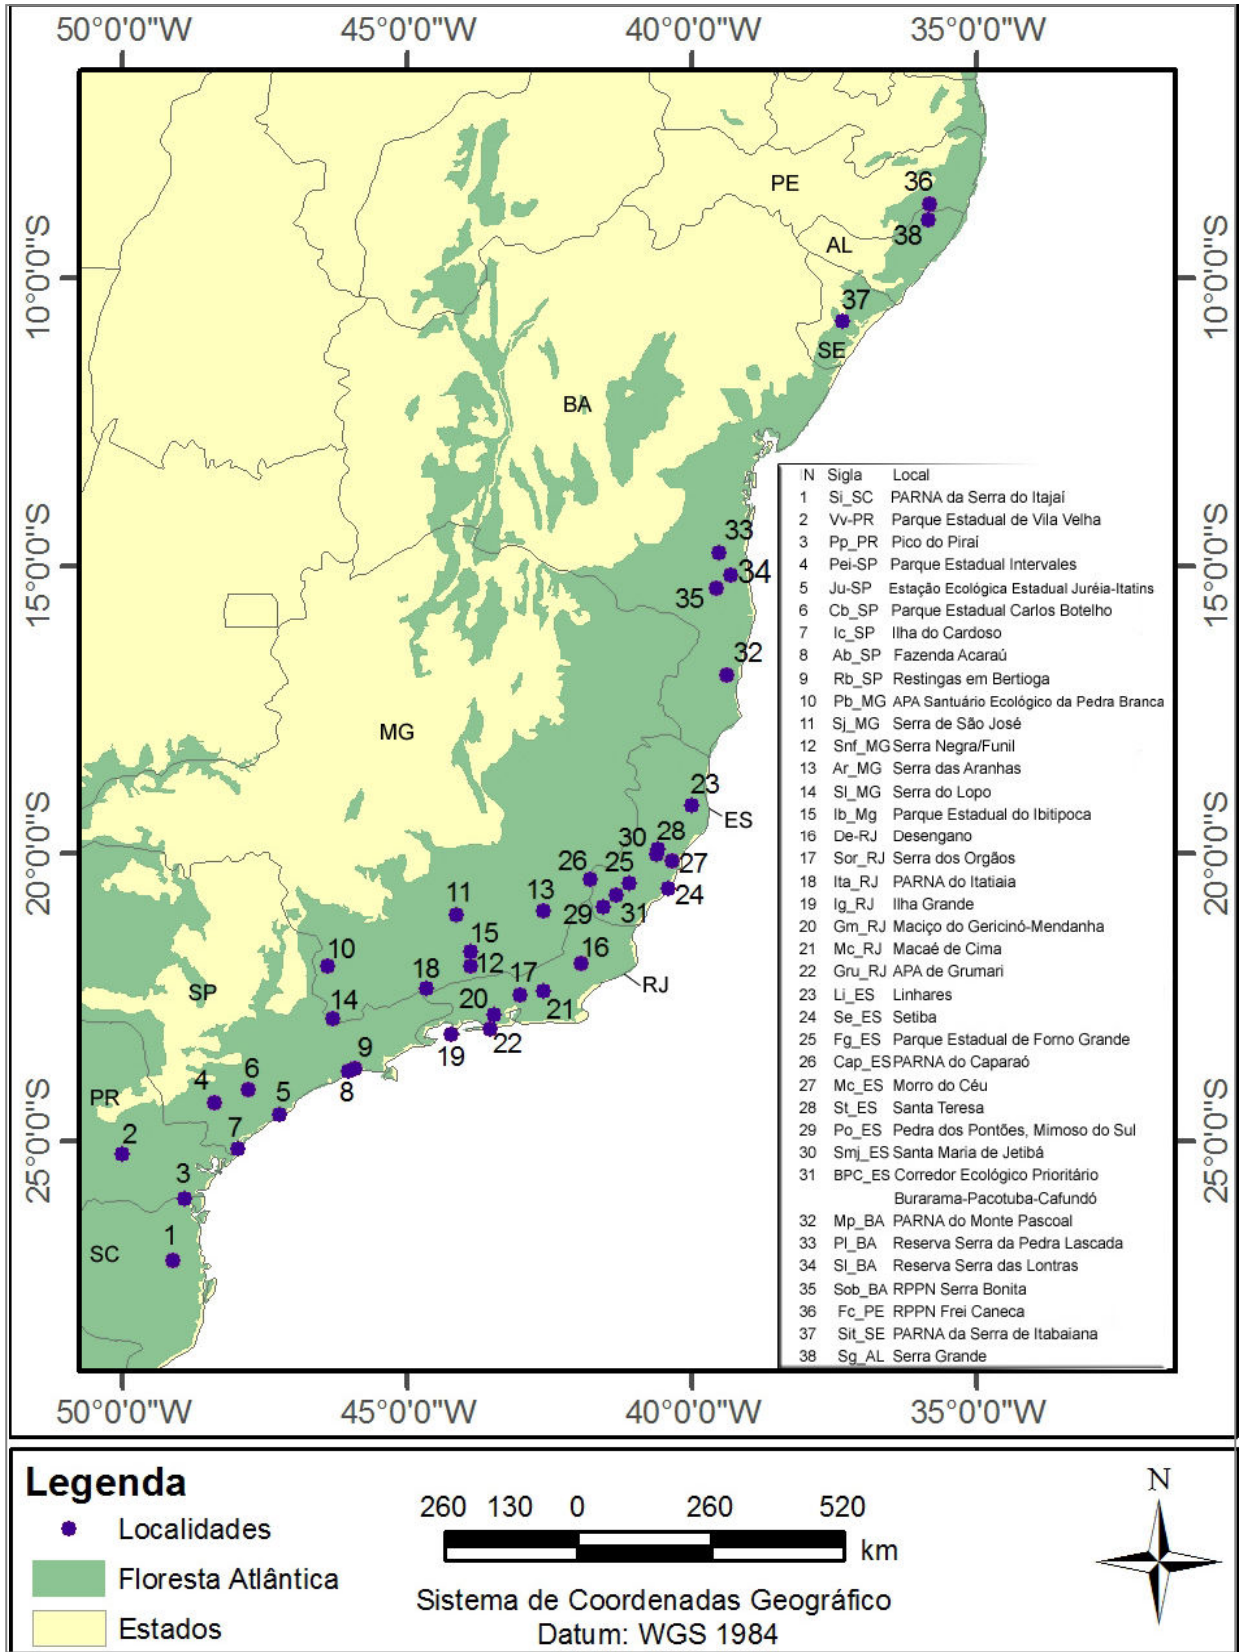 50°0'0"W 45°0'0"W 40°0'0"W 35°0'0"W
10°0'0"S
15°0'0"S
20°0'0"S
25°0'0"S
10°0'0"S
15°0'0"S
20°0'0"S
25°0'0"S
PE
36
AL
38
37
SE
BA
33
34
35
32
MG
23
ES
30
28
26
25
27
24
29
31
11
13
15
12
10
16
18
17
RJ
SP
14
20
21
19
22
9
8
6
4
5
PR
7
2
3
1
SC
N Sigla Local
1 Si_SC PARNA da Serra do Itajaí
2 Vv-PR Parque Estadual de Vila Velha
3 Pp_PR Pico do Piraí
4 Pei-SP Parque Estadual Intervales
5 Ju-SP Estação Ecológica Estadual Juréia-Itatins
6 Cb_SP Parque Estadual Carlos Botelho
7 Ic_SP Ilha do Cardoso
8 Ab_SP Fazenda Acaraú
9 Rb_SP Restingas em Bertioga
10 Pb_MG APA Santuário Ecológico da Pedra Branca
11 Sj_MG Serra de São José
12 Snf_MG Serra Negra/Funil
13 Ar_MG Serra das Aranhas
14 Sl_MG Serra do Lopo
15 Ib_Mg Parque Estadual do Ibitipoca
16 De-RJ Desengano
17 Sor_RJ Serra dos Orgãos
18 Ita_RJ PARNA do Itatiaia
19 Ig_RJ Ilha Grande
20 Gm_RJ Maciço do Gericinó-Mendanha
21 Mc_RJ Macaé de Cima
22 Gru_RJ APA de Grumari
23 Li_ES Linhares
24 Se_ES Setiba
25 Fg_ES Parque Estadual de Forno Grande
26 Cap_ES PARNA do Caparaó
27 Mc_ES Morro do Céu
28 St_ES Santa Teresa
29 Po_ES Pedra dos Pontões, Mimoso do Sul
30 Smj_ES Santa Maria de Jetibá
31 BPC_ES Corredor Ecológico Prioritário
Burarama-Pacotuba-Cafundó
32 Mp_BA PARNA do Monte Pascoal
33 Pl_BA Reserva Serra da Pedra Lascada
34 Sl_BA Reserva Serra das Lontras
35 Sob_BA RPPN Serra Bonita
36 Fc_PE RPPN Frei Caneca
37 Sit_SE PARNA da Serra de Itabaiana
38 Sg_AL Serra Grande
50°0'0"W 45°0'0"W 40°0'0"W 35°0'0"W
Legenda
Localidades
Floresta Atlântica
Estados
260 130 0 260 520
km
Sistema de Coordenadas Geográfico
Datum: WGS 1984
N